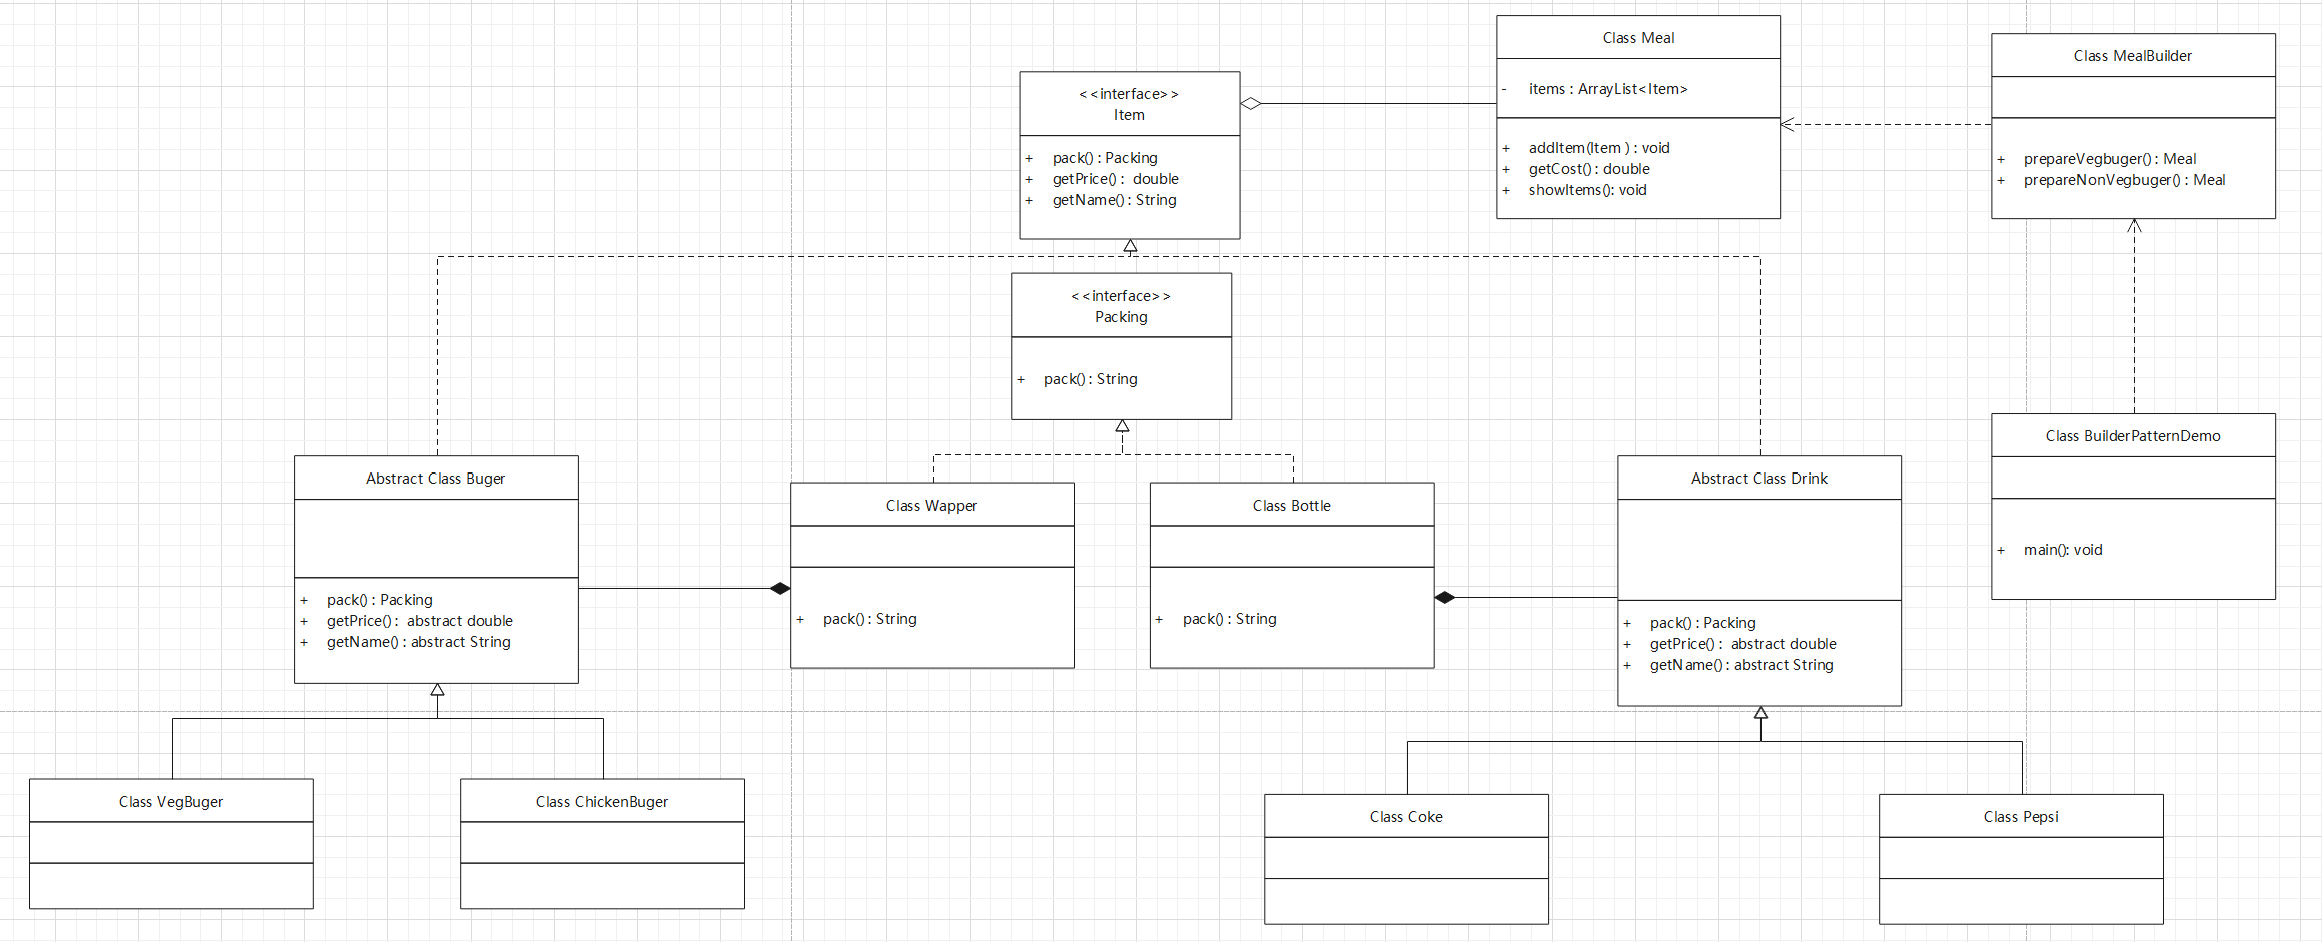 Class Meal
- items : ArrayList<Item>
+ addItem(Item ) : void
+ getCost() : double
+ showItems(): void
Class MealBuilder
+ prepareVegbuger() : Meal
+ prepareNonVegbuger() : Meal
<<interface>>
Item
+ pack() : Packing
+ getPrice() : double
+ getName() : String
<<interface>>
Packing
+ pack() : String
Class BuilderPatternDemo
+ main(): void
Abstract Class Buger
+ pack() : Packing
+ getPrice() : abstract double
+ getName() : abstract String
Class Wapper
+ pack() : String
Class Bottle
+ pack() : String
Abstract Class Drink
+ pack() : Packing
+ getPrice() : abstract double
+ getName() : abstract String
Class VegBuger
Class ChickenBuger
Class Coke
Class Pepsi